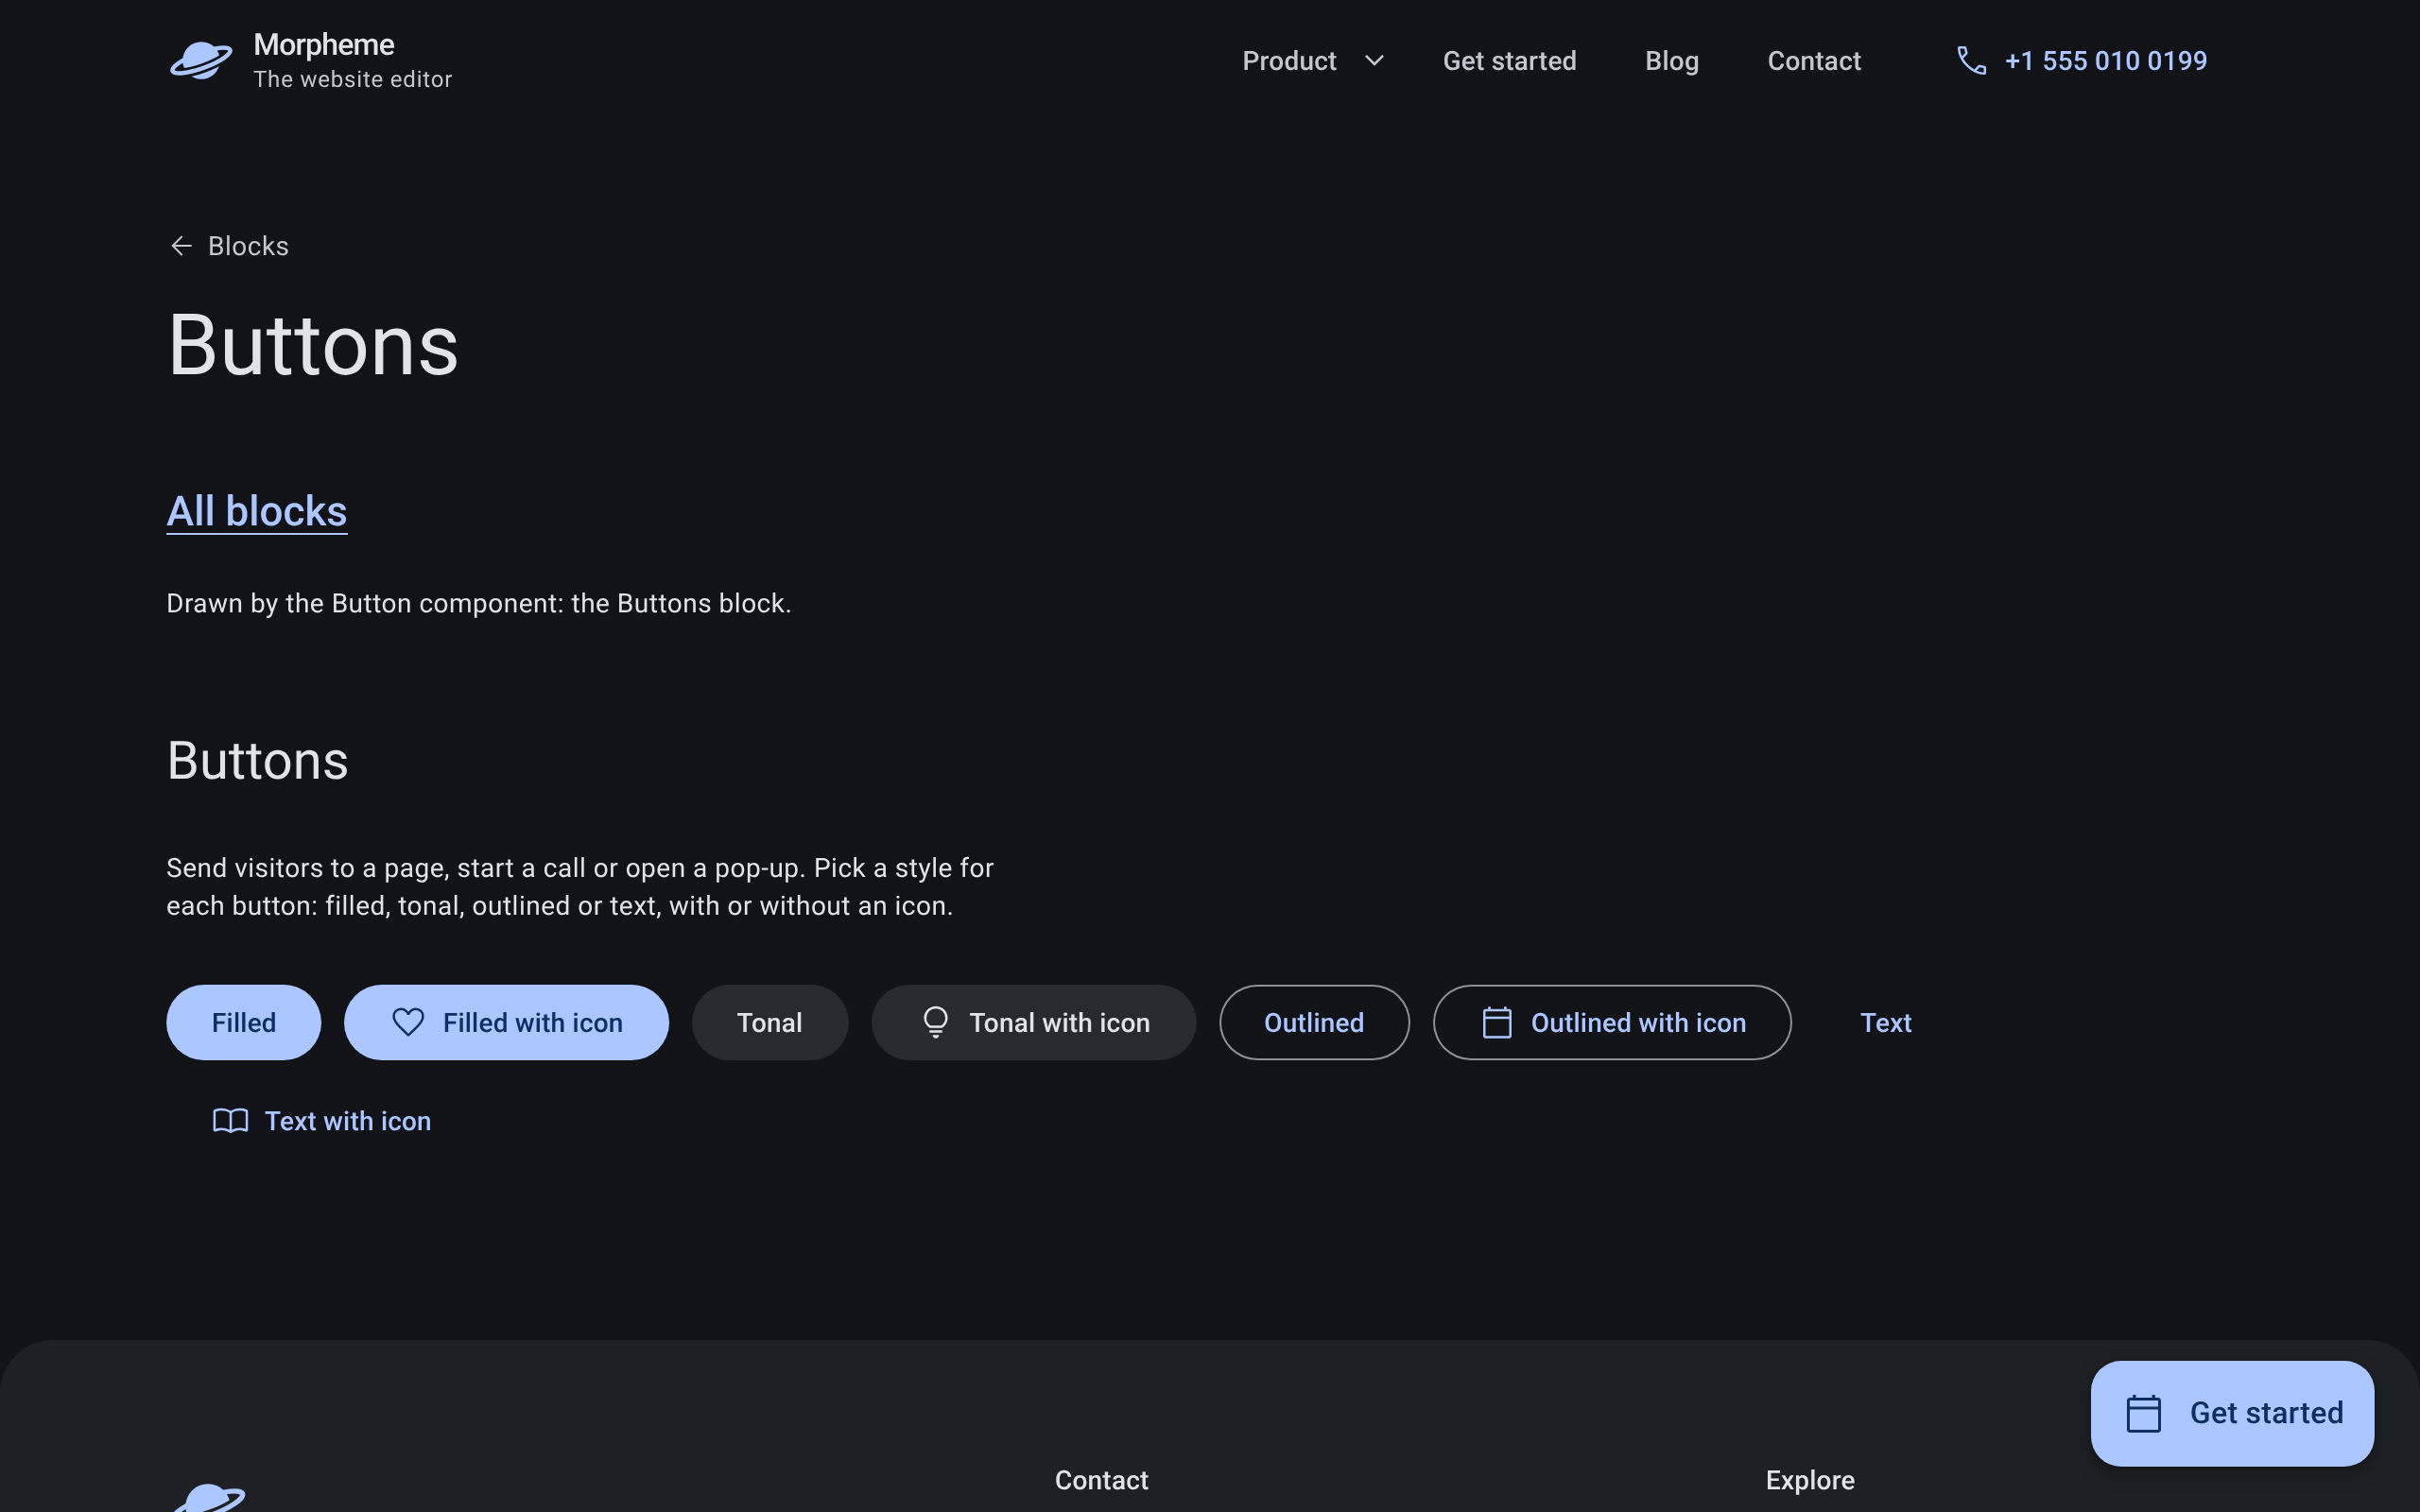 Morpheme
The website editor
Product
Get started
Blog
Contact
+1 555 010 0199
Blocks
Buttons
All blocks
Drawn by the Button component: the Buttons block.
Buttons
Send visitors to a page, start a call or open a pop-up. Pick a style for
each button: filled, tonal, outlined or text, with or without an icon.
Filled
Filled with icon
Tonal
Tonal with icon
Outlined
Outlined with icon
Text
Text with icon
Get started
Contact
Explore